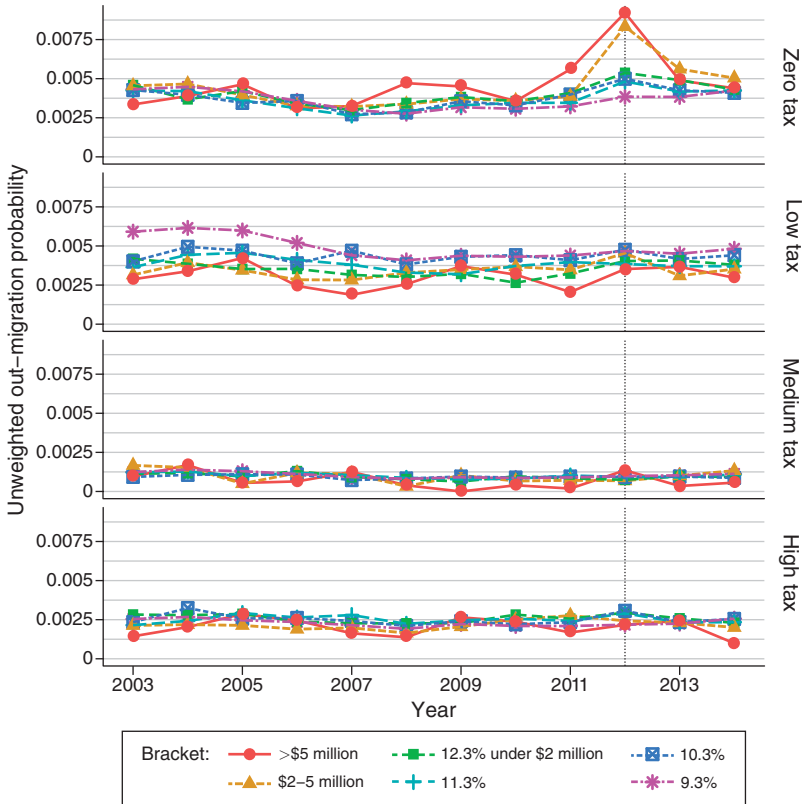 Unweighted out–migration probability
0.0075
0.005
0.0025
0
Zero tax
0.0075
0.005
0.0025
0
Low tax
0.0075
0.005
0.0025
0
Medium tax
0.0075
0.005
0.0025
0
High tax
2003 2005 2007 2009 2011 2013
Year
Bracket: >$5 million 12.3% under $2 million 10.3%
$2–5 million 11.3% 9.3%